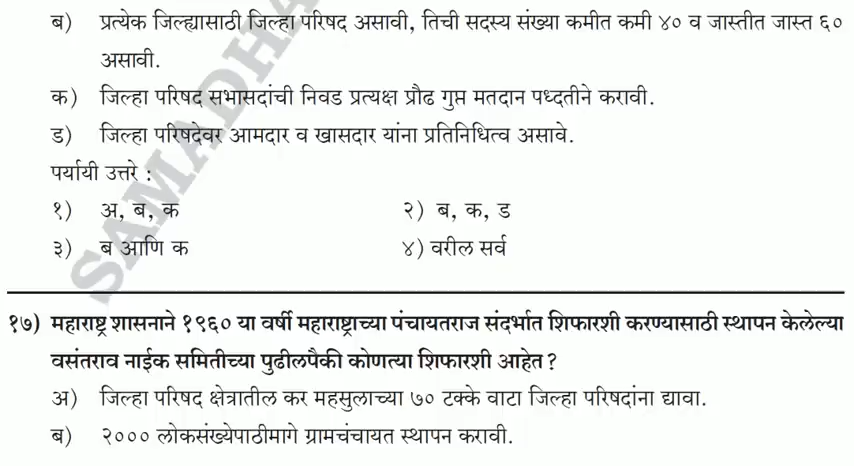 ब) प्रत्येक जिल्ह्यासाठी जिल्हा परिषद असावी, तिची सदस्य संख्या कमीत कमी ४० व जास्तीत जास्त ६०
असावी.
क) जिल्हा परिषद सभासदांची निवड प्रत्यक्ष प्रौढ गुप्त मतदान पध्दतीने करावी.
ड) जिल्हा परिषदेवर आमदार व खासदार यांना प्रतिनिधित्व असावे.
पर्यायी उत्तरे :
१) अ, ब, क २) ब, क, ड
३) ब आणि क ४) वरील सर्व
१७) महाराष्ट्र शासनाने १९६० या वर्षी महाराष्ट्राच्या पंचायतराज संदर्भात शिफारशी करण्यासाठी स्थापन केलेल्या
वसंतराव नाईक समितीच्या पुढीलपैकी कोणत्या शिफारशी आहेत ?
अ) जिल्हा परिषद क्षेत्रातील कर महसुलाच्या ७० टक्के वाटा जिल्हा परिषदांना द्यावा.
ब) २००० लोकसंख्येपाठीमागे ग्रामचंचायत स्थापन करावी.
SAMADHA